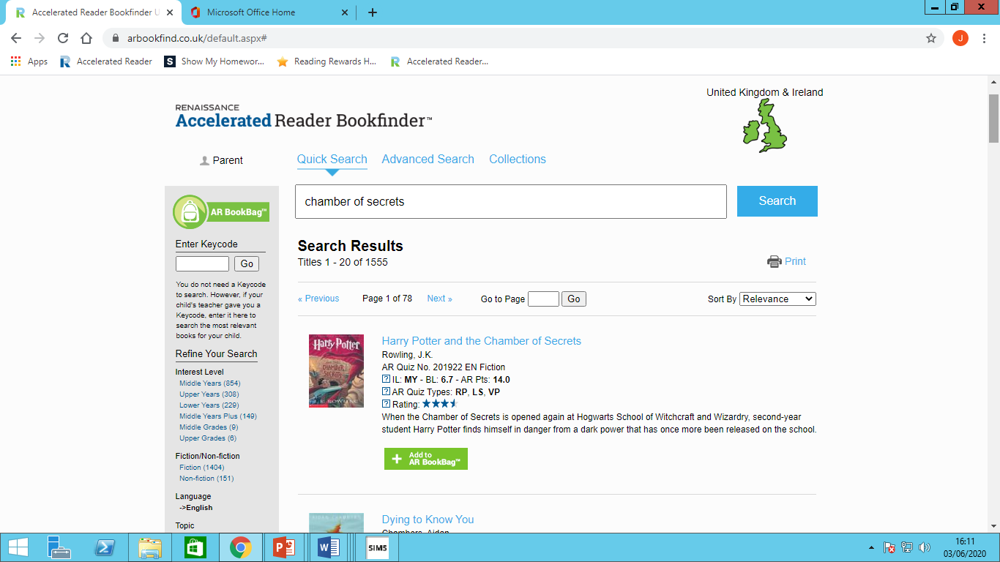 Accelerated Reader Bookfinder U
Microsoft Office Home
arbookfind.co.uk/default.aspx#
J
Apps
Accelerated Reader
Show My Homewor...
Reading Rewards H...
Accelerated Reader...
United Kingdom & Ireland
RENAISSANCE
Accelerated Reader Bookfinder™
Parent
Quick Search
Advanced Search
Collections
chamber of secrets
Search
AR BookBag™
Enter Keycode
Go
You do not need a Keycode
to search. However, if your
child's teacher gave you a
Keycode, enter it here to
search the most relevant
books for your child.
Refine Your Search
Interest Level
Middle Years (854)
Upper Years (308)
Lower Years (229)
Middle Years Plus (149)
Middle Grades (9)
Upper Grades (6)
Fiction/Non-fiction
Fiction (1404)
Non-fiction (151)
Language
->English
Topic
Search Results
Titles 1 - 20 of 1555
Print
« Previous
Page 1 of 78
Next »
Go to Page
Go
Sort By
Relevance
Harry Potter
CHAMBER
SECRETS
J. K. ROWLING
Harry Potter and the Chamber of Secrets
Rowling, J.K.
AR Quiz No. 201922 EN Fiction
? IL: MY - BL: 6.7 - AR Pts: 14.0
? AR Quiz Types: RP, LS, VP
? Rating:
When the Chamber of Secrets is opened again at Hogwarts School of Witchcraft and Wizardry, second-year
student Harry Potter finds himself in danger from a dark power that has once more been released on the school.
Add to
AR BookBag™
AIDAN CHAMBERS
Dying to Know You
Chambers, Aidan
SIMS
16:11
03/06/2020